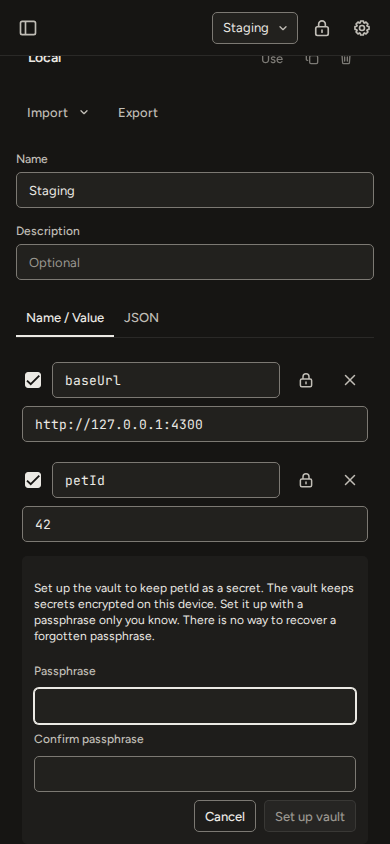 Staging
Local
Use
Import
Export
Name
Staging
Description
Optional
Name / Value
JSON
baseUrl
http://127.0.0.1:4300
petId
42
Set up the vault to keep petId as a secret. The vault keeps
secrets encrypted on this device. Set it up with a
passphrase only you know. There is no way to recover a
forgotten passphrase.
Passphrase
Confirm passphrase
Cancel
Set up vault